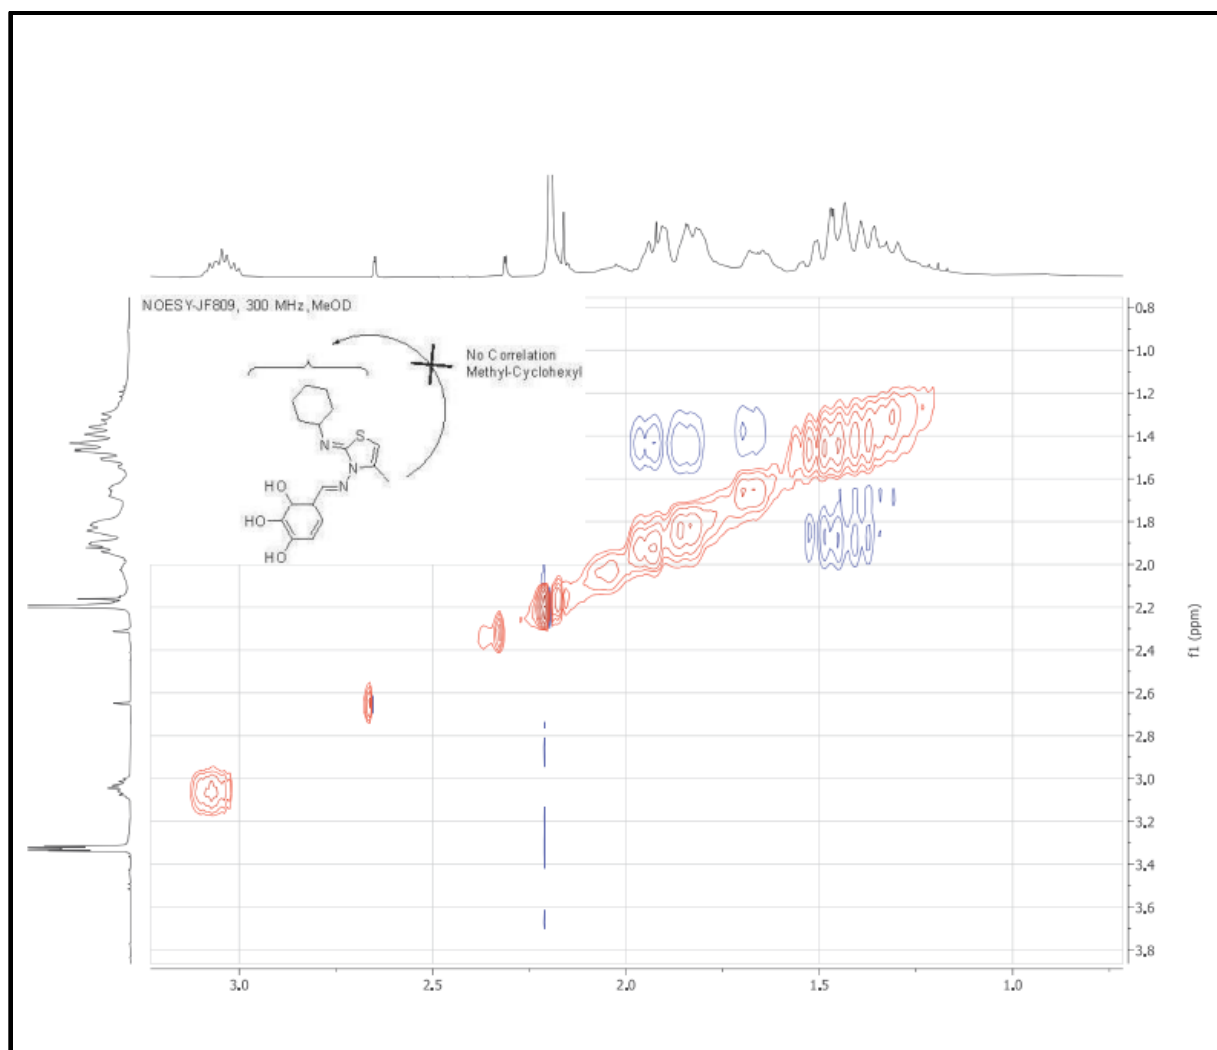 NOESY-JF809, 300 MHz, MeOD
No Correlation
Methyl-Cyclohexyl
S
N
N
N
HO
HO
HO
0.8
1.0
1.2
1.4
1.6
1.8
2.0
2.2
2.4
2.6
2.8
3.0
3.2
3.4
3.6
3.8
f1 (ppm)
3.0 2.5 2.0 1.5 1.0